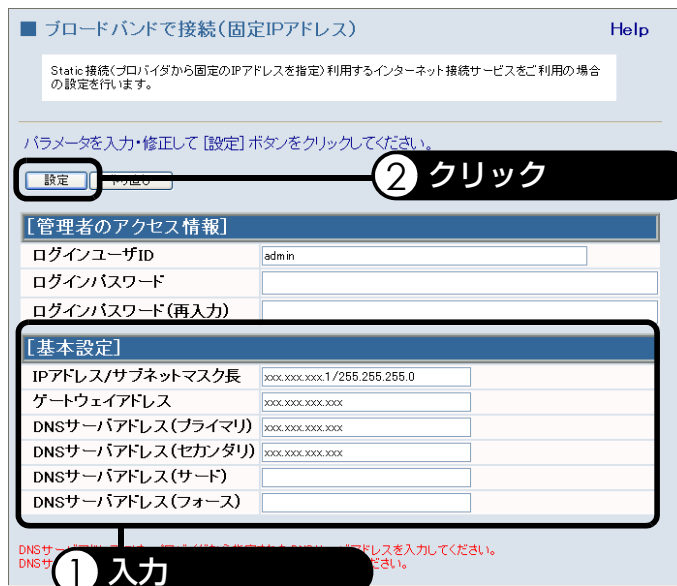 ■ ブロードバンドで接続(固定IPアドレス)
Help
Static接続(プロバイダから固定のIPアドレスを指定)利用するインターネット接続サービスをご利用の場合
の設定を行います。
パラメータを入力・修正して [設定] ボタンをクリックしてください。
設定
② クリック
[管理者のアクセス情報]
ログインユーザID admin
ログインパスワード
ログインパスワード(再入力)
[基本設定]
IPアドレス/サブネットマスク長 xxx.xxx.xxx.1/255.255.255.0
ゲートウェイアドレス xxx.xxx.xxx.xxx
DNSサーバアドレス(プライマリ) xxx.xxx.xxx.xxx
DNSサーバアドレス(セカンダリ) xxx.xxx.xxx.xxx
DNSサーバアドレス(サード)
DNSサーバアドレス(フォース)
DNSサー ドレスを入力してください。
DNSサ ださい。
① 入力